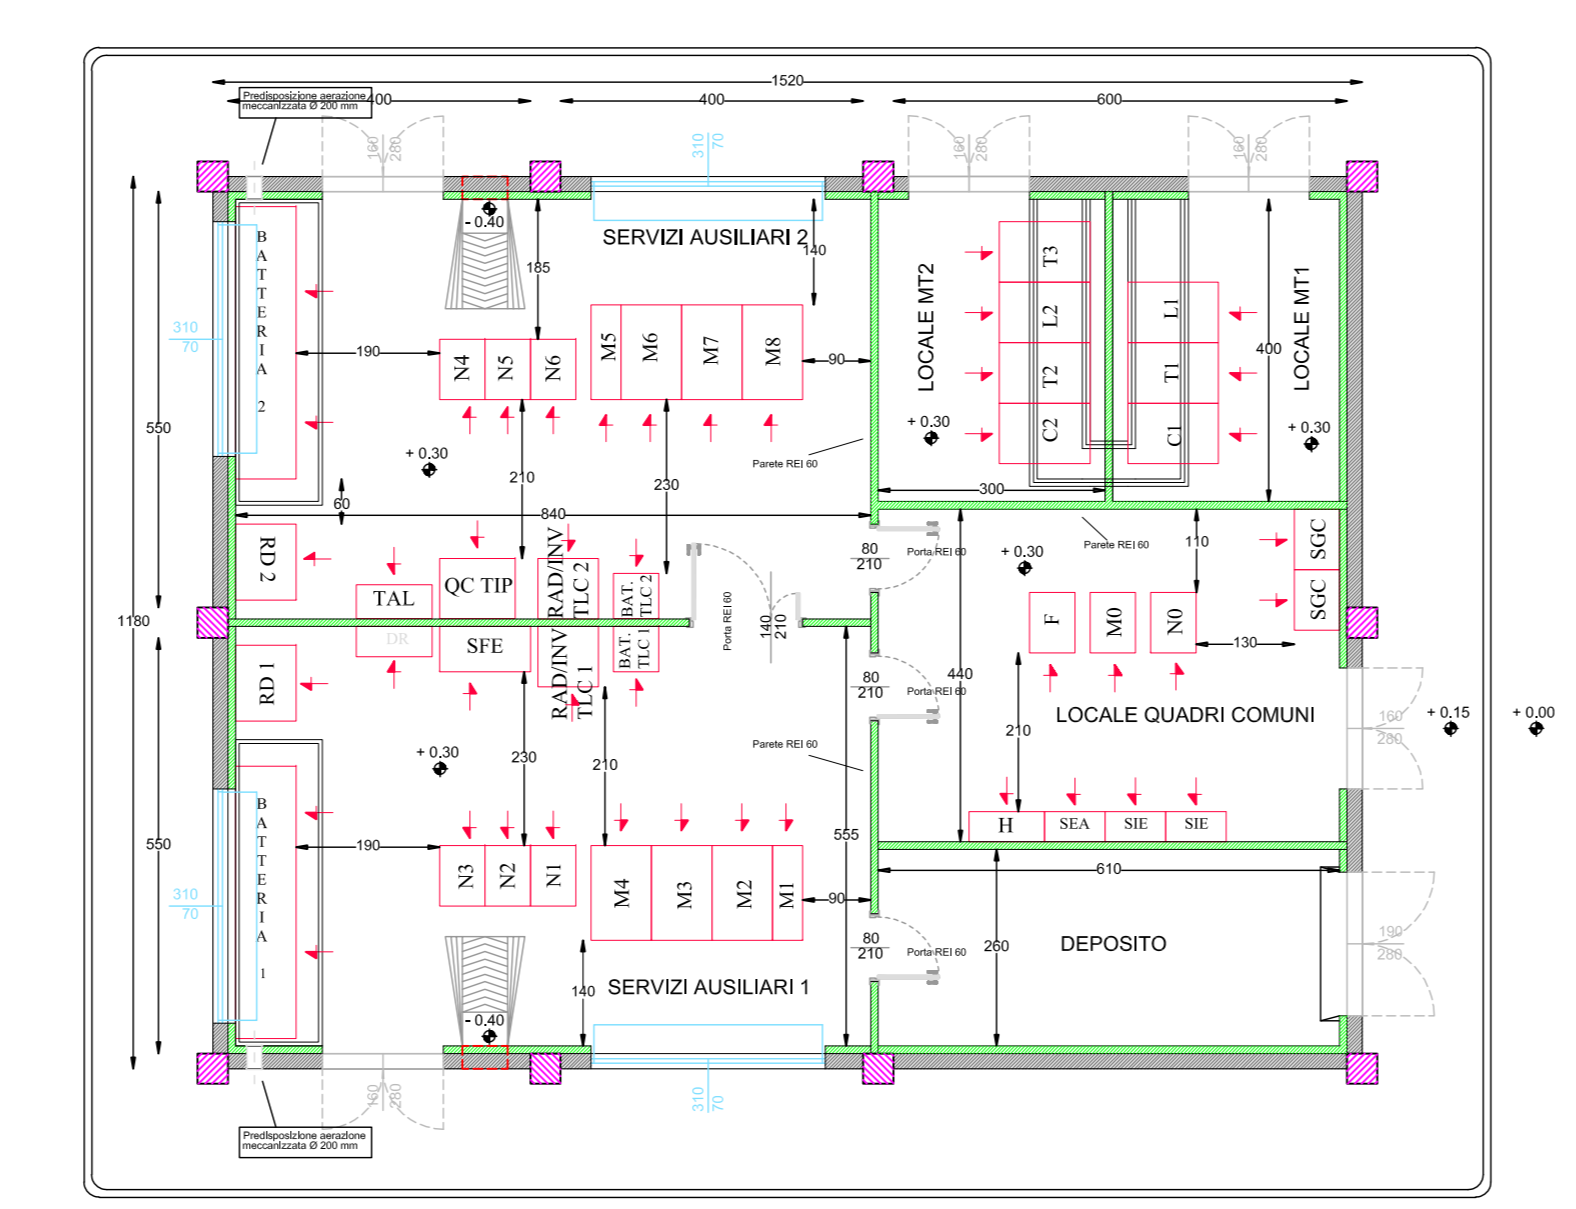 1520
Predisposizione aerazione
meccanizzata Ø 200 mm
400
400
600
160
280
310
70
160
280
160
280
- 0.40
SERVIZI AUSILIARI 2
140
185
BATTERIA 2
310
70
190
N4
N5
N6
M5
M6
M7
M8
90
LOCALE MT2
T3
L2
T2
C2
L1
T1
C1
400
LOCALE MT1
+ 0.30
+ 0.30
+ 0.30
550
Parete REI 60
210
230
60
300
840
RD 2
TAL
QC TIP
RAD/INV
TLC 2
BAT.
TLC 2
80
210
Porta REI 60
+ 0.30
Parete REI 60
110
SGC
SGC
1180
DR
SFE
RAD/INV
TLC 1
BAT.
TLC 1
Porta REI 60
140
210
F
M0
N0
130
RD 1
80
210
Porta REI 60
440
LOCALE QUADRI COMUNI
210
160
280
+ 0.15
+ 0.00
+ 0.30
230
210
Parete REI 60
BATTERIA 1
550
190
555
H
SEA
SIE
SIE
N3
N2
N1
M4
M3
M2
M1
90
610
310
70
80
210
Porta REI 60
260
DEPOSITO
190
280
140
SERVIZI AUSILIARI 1
- 0.40
160
280
310
70
Predisposizione aerazione
meccanizzata Ø 200 mm